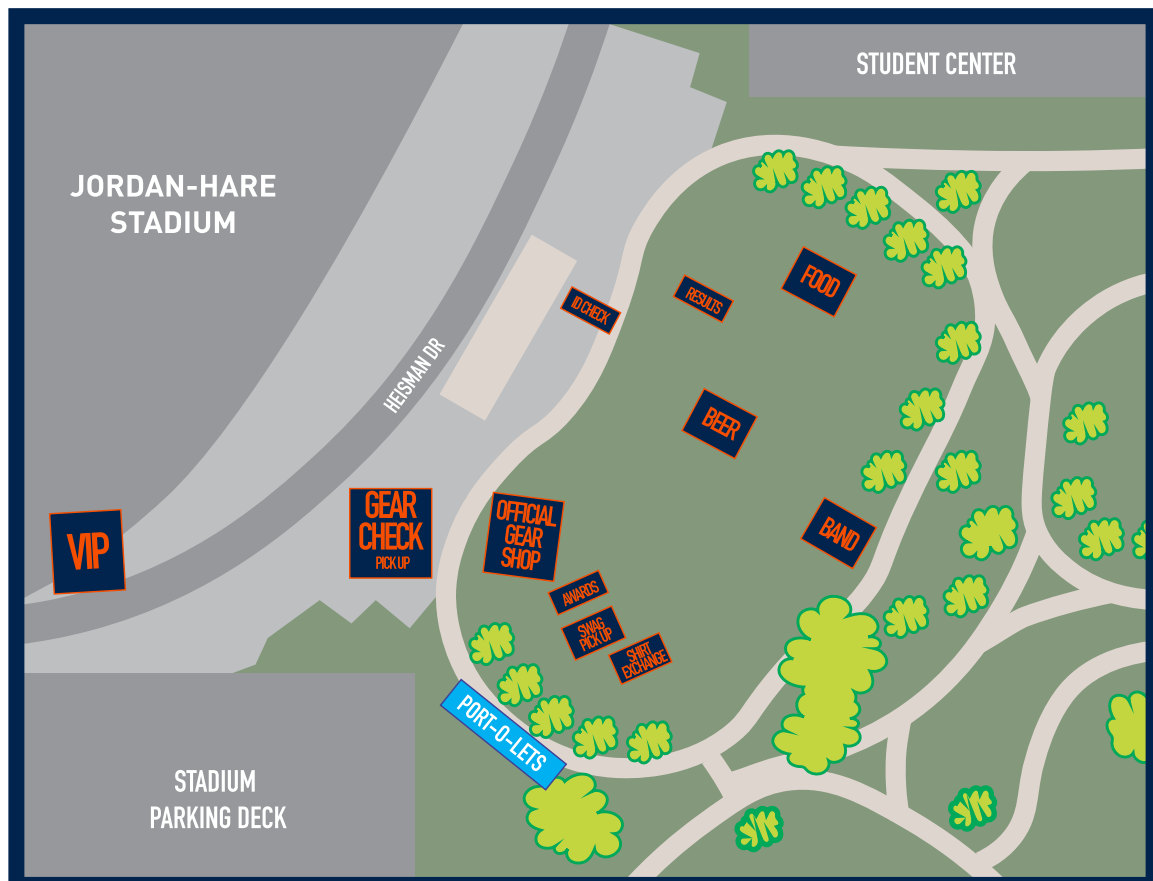 STUDENT CENTER
JORDAN-HARE
STADIUM
FOOD
RESULTS
ID CHECK
HEISMAN DR
BEER
VIP
GEAR
CHECK
PICK UP
OFFICIAL
GEAR
SHOP
BAND
AWARDS
SWAG
PICK UP
SHIRT
EXCHANGE
PORT-O-LETS
STADIUM
PARKING DECK